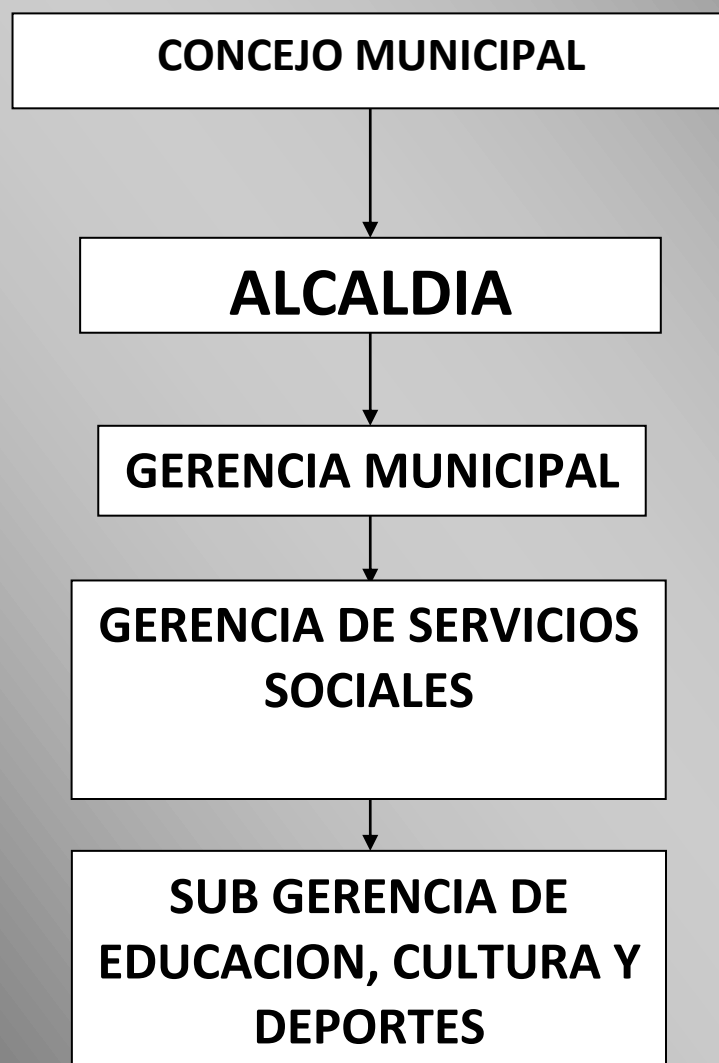 CONCEJO MUNICIPAL
ALCALDIA
GERENCIA MUNICIPAL
GERENCIA DE SERVICIOS
SOCIALES
SUB GERENCIA DE
EDUCACION, CULTURA Y
DEPORTES